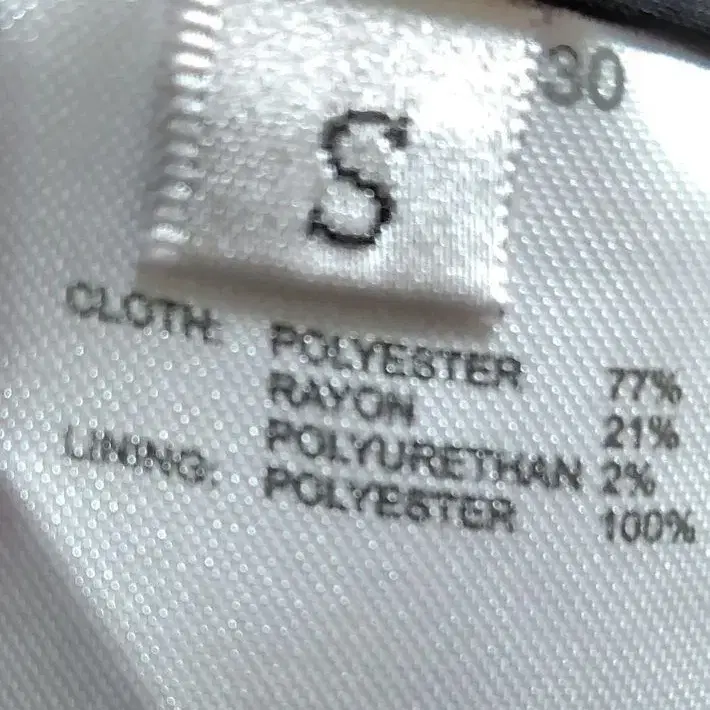 30
S
CLOTH: POLYESTER 77%
RAYON 21%
POLYURETHAN 2%
LINING: POLYESTER 100%